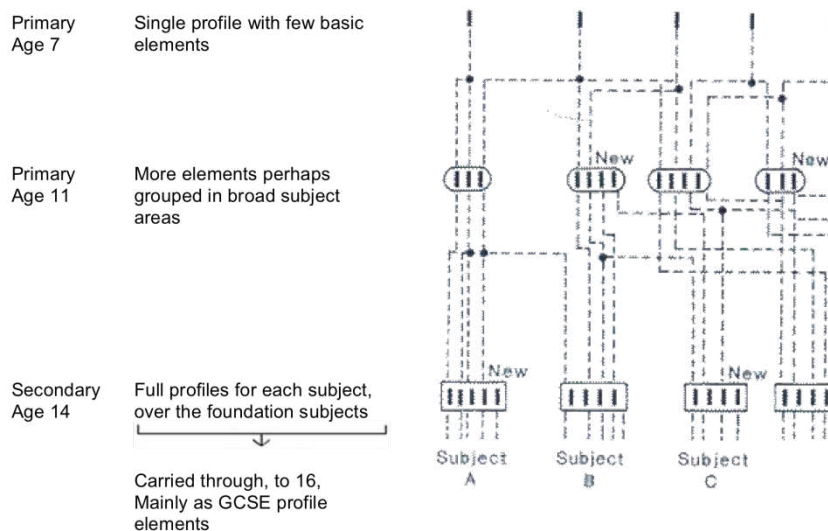 Primary
Age 7
Single profile with few basic
elements
Primary
Age 11
More elements perhaps
grouped in broad subject
areas
New
New
Secondary
Age 14
Full profiles for each subject,
over the foundation subjects
New
New
Carried through, to 16,
Mainly as GCSE profile
elements
Subject
A
Subject
B
Subject
C